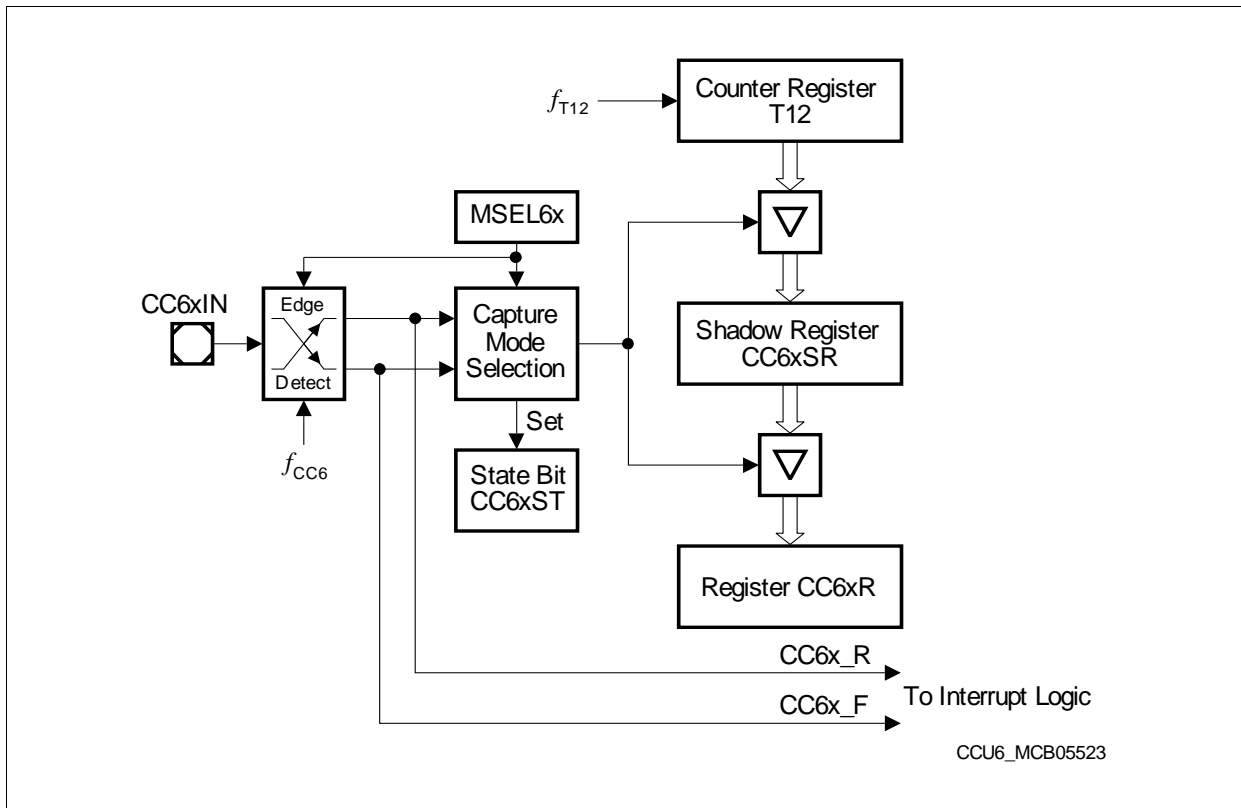 Counter Register
T12
fT12
MSEL6x
CC6xIN
Edge
Detect
Capture
Mode
Selection
Shadow Register
CC6xSR
Set
fCC6
State Bit
CC6xST
Register CC6xR
CC6x_R
To Interrupt Logic
CC6x_F
CCU6_MCB05523